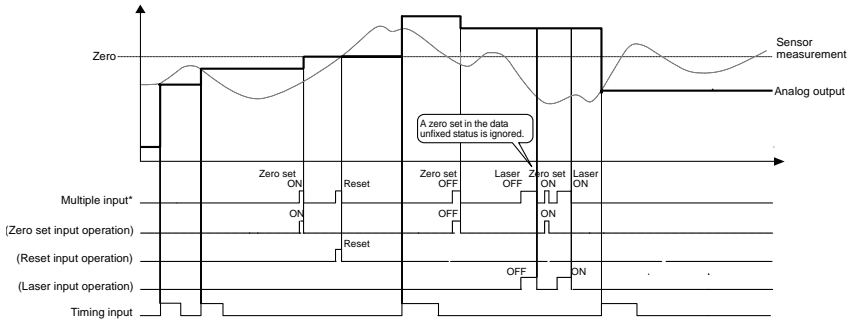 Zero
Sensor
measurement
Analog output
A zero set in the data
unfixed status is ignored.
Zero set
ON
Reset
Zero set
OFF
Laser
OFF
Zero set
ON
Laser
ON
Multiple input*
ON
OFF
ON
(Zero set input operation)
Reset
(Reset input operation)
OFF
ON
(Laser input operation)
Timing input